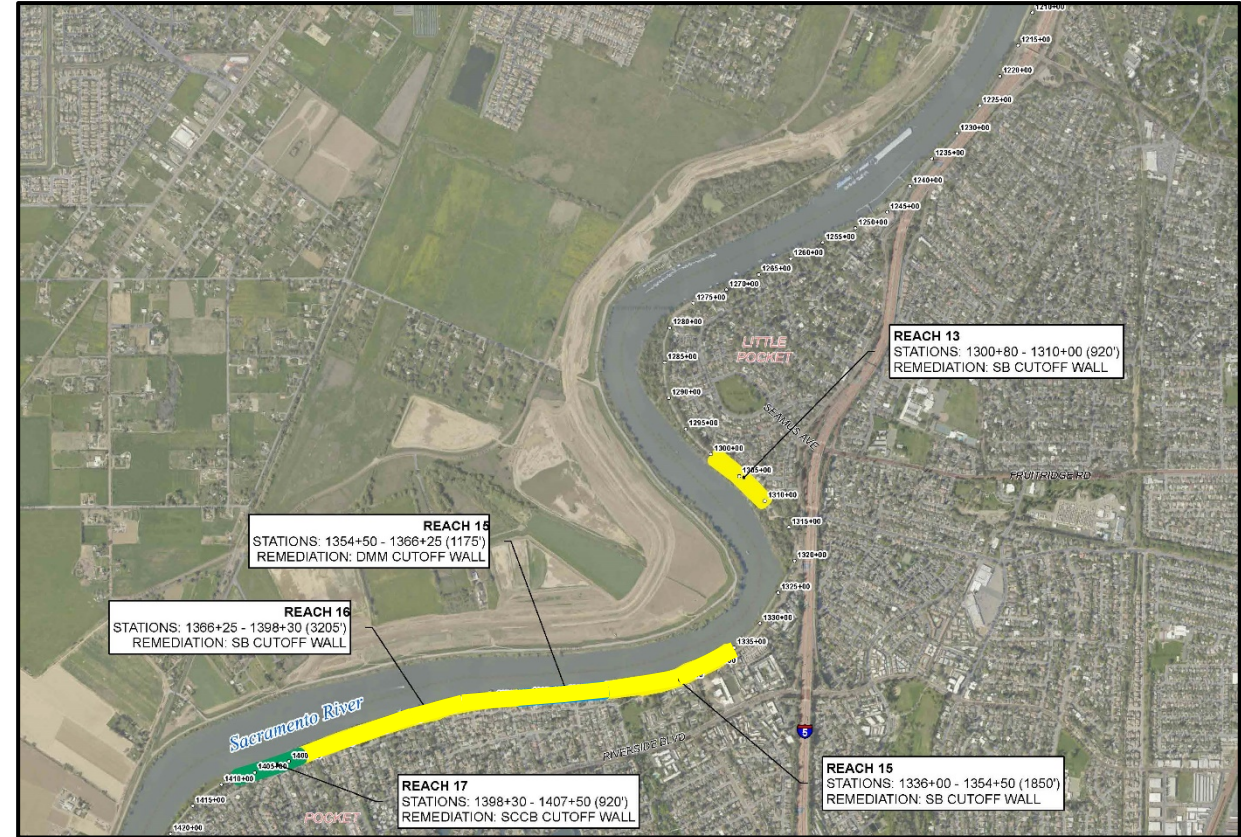 1210+00
1215+00
1220+00
1225+00
1230+00
1235+00
1240+00
1245+00
1250+00
1255+00
1260+00
1265+00
1270+00
1275+00
1280+00
1285+00
1290+00
1295+00
1300+00
1305+00
1310+00
1315+00
1320+00
1325+00
1330+00
1335+00
LITTLE
POCKET
SEAMUS AVE
FRUITRIDGE RD
REACH 13
STATIONS: 1300+80 - 1310+00 (920')
REMEDIATION: SB CUTOFF WALL
REACH 15
STATIONS: 1354+50 - 1366+25 (1175')
REMEDIATION: DMM CUTOFF WALL
REACH 16
STATIONS: 1366+25 - 1398+30 (3205')
REMEDIATION: SB CUTOFF WALL
Sacramento River
RIVERSIDE BLVD
5
1400
1405+00
1410+00
1415+00
1420+00
POCKET
REACH 17
STATIONS: 1398+30 - 1407+50 (920')
REMEDIATION: SCCB CUTOFF WALL
REACH 15
STATIONS: 1336+00 - 1354+50 (1850')
REMEDIATION: SB CUTOFF WALL